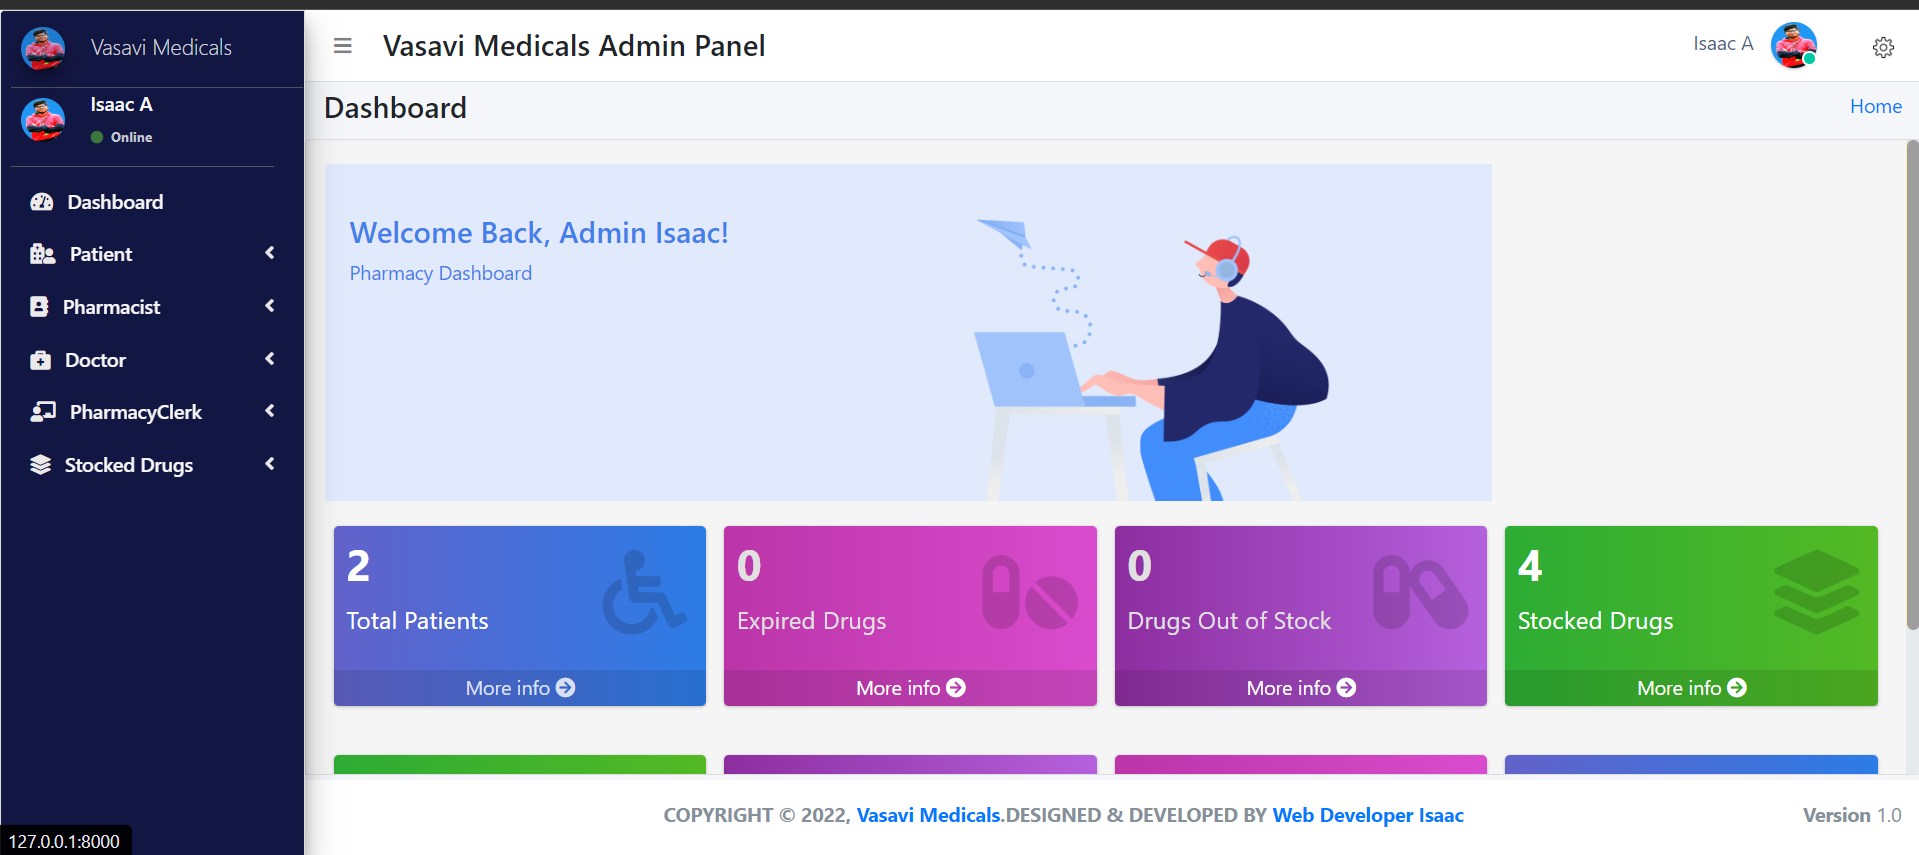 Vasavi Medicals
Isaac A
Online
Dashboard
Patient
Pharmacist
Doctor
PharmacyClerk
Stocked Drugs
Vasavi Medicals Admin Panel
Isaac A
Dashboard
Home
Welcome Back, Admin Isaac!
Pharmacy Dashboard
2
Total Patients
More info
0
Expired Drugs
More info
0
Drugs Out of Stock
More info
4
Stocked Drugs
More info
COPYRIGHT © 2022, Vasavi Medicals.DESIGNED & DEVELOPED BY Web Developer Isaac
Version 1.0
127.0.0.1:8000